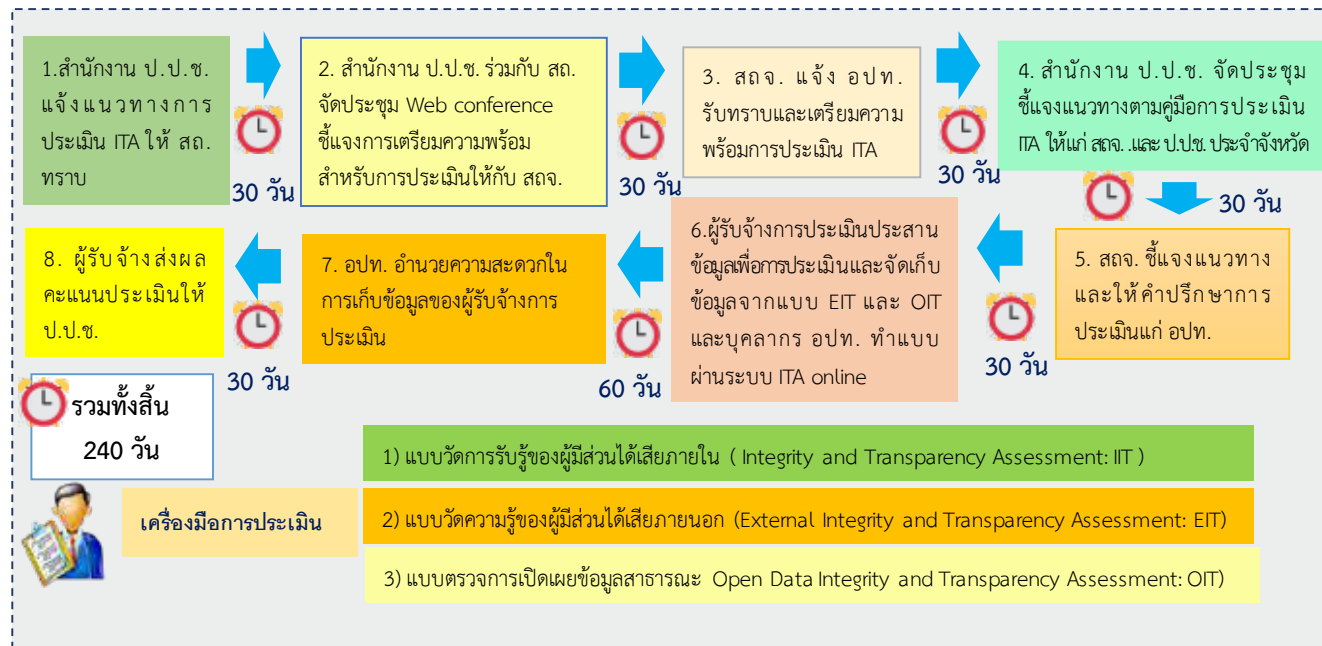 1.สำนักงาน ป.ป.ช.
แจ้งแนวทางการ
ประเมิน ITA ให้ สถ.
ทราบ
30 วัน
2. สำนักงาน ป.ป.ช. ร่วมกับ สถ.
จัดประชุม Web conference
ชี้แจงการเตรียมความพร้อม
สำหรับการประเมินให้กับ สถจ.
30 วัน
3. สถจ. แจ้ง อปท.
รับทราบและเตรียมความ
พร้อมการประเมิน ITA
30 วัน
4. สำนักงาน ป.ป.ช. จัดประชุม
ชี้แจงแนวทางตามคู่มือการประเมิน
ITA ให้แก่ สถจ. .และ ป.ป.ช. ประจำจังหวัด
30 วัน
5. สถจ. ชี้แจงแนวทาง
และให้คำปรึกษาการ
ประเมินแก่ อปท.
30 วัน
6.ผู้รับจ้างการประเมินประสาน
ข้อมูลเพื่อการประเมินและจัดเก็บ
ข้อมูลจากแบบ EIT และ OIT
และบุคลากร อปท. ทำแบบ
ผ่านระบบ ITA online
60 วัน
7. อปท. อำนวยความสะดวกใน
การเก็บข้อมูลของผู้รับจ้างการ
ประเมิน
30 วัน
8. ผู้รับจ้างส่งผล
คะแนนประเมินให้
ป.ป.ช.
รวมทั้งสิ้น
240 วัน
เครื่องมือการประเมิน
1) แบบวัดการรับรู้ของผู้มีส่วนได้เสียภายใน ( Integrity and Transparency Assessment: IIT )
2) แบบวัดความรู้ของผู้มีส่วนได้เสียภายนอก (External Integrity and Transparency Assessment: EIT)
3) แบบตรวจการเปิดเผยข้อมูลสาธารณะ Open Data Integrity and Transparency Assessment: OIT)